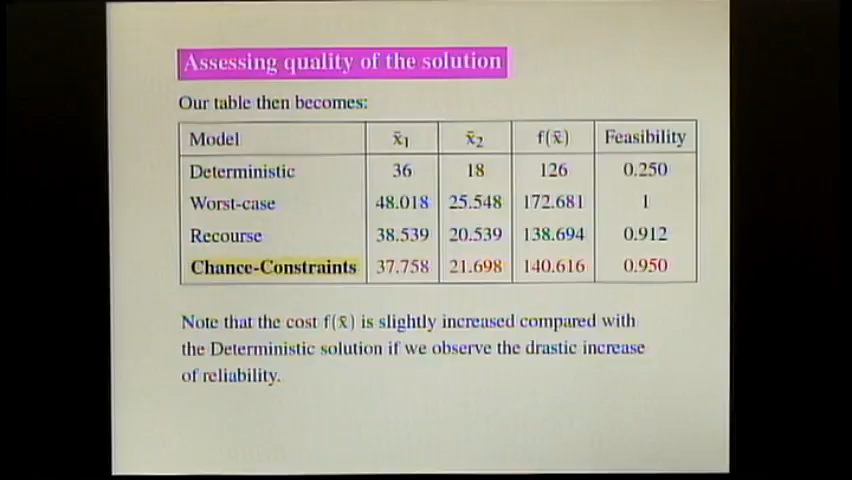 Assessing quality of the solution
Our table then becomes:
Model x̄₁ x̄₂ f(x̄) Feasibility
Deterministic 36 18 126 0.250
Worst-case 48.018 25.548 172.681 1
Recourse 38.539 20.539 138.694 0.912
Chance-Constraints 37.758 21.698 140.616 0.950
Note that the cost f(x̄) is slightly increased compared with
the Deterministic solution if we observe the drastic increase
of reliability.